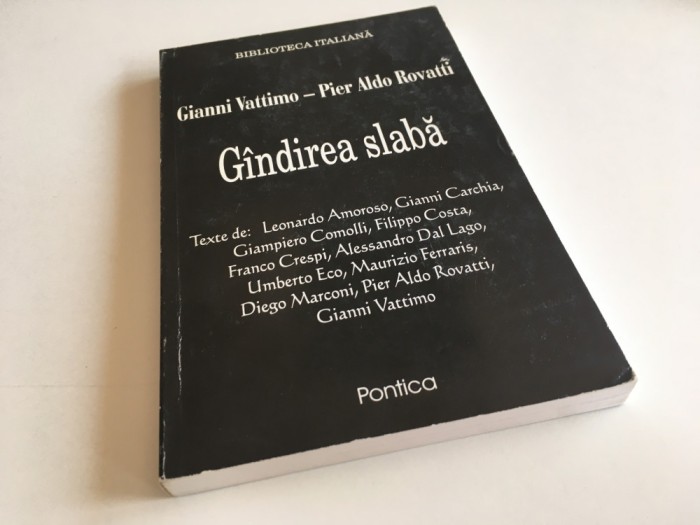 BIBLIOTECA ITALIANĂ
Gianni Vattimo – Pier Aldo Rovatti
Gîndirea slabă
Texte de: Leonardo Amoroso, Gianni Carchia,
Giampiero Comolli, Filippo Costa,
Franco Crespi, Alessandro Dal Lago,
Umberto Eco, Maurizio Ferraris,
Diego Marconi, Pier Aldo Rovatti,
Gianni Vattimo
Pontica